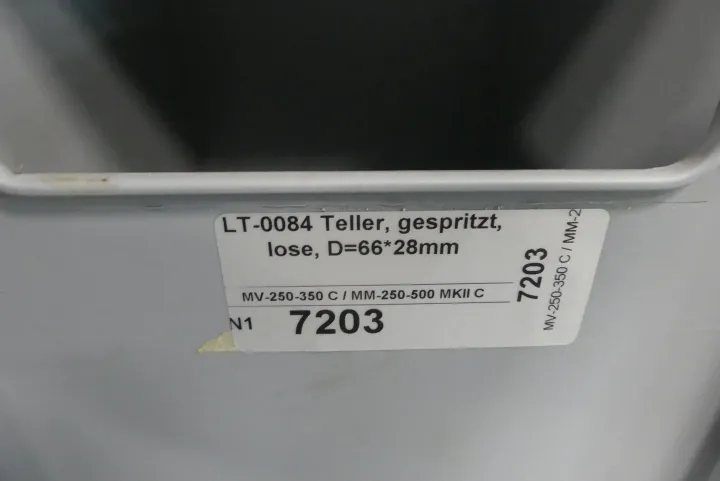 LT-0084 Teller, gespritzt,
lose, D=66*28mm
MV-250-350 C / MM-250-500 MKII C
N1 7203
7203
MV-250-350 C / MM-2